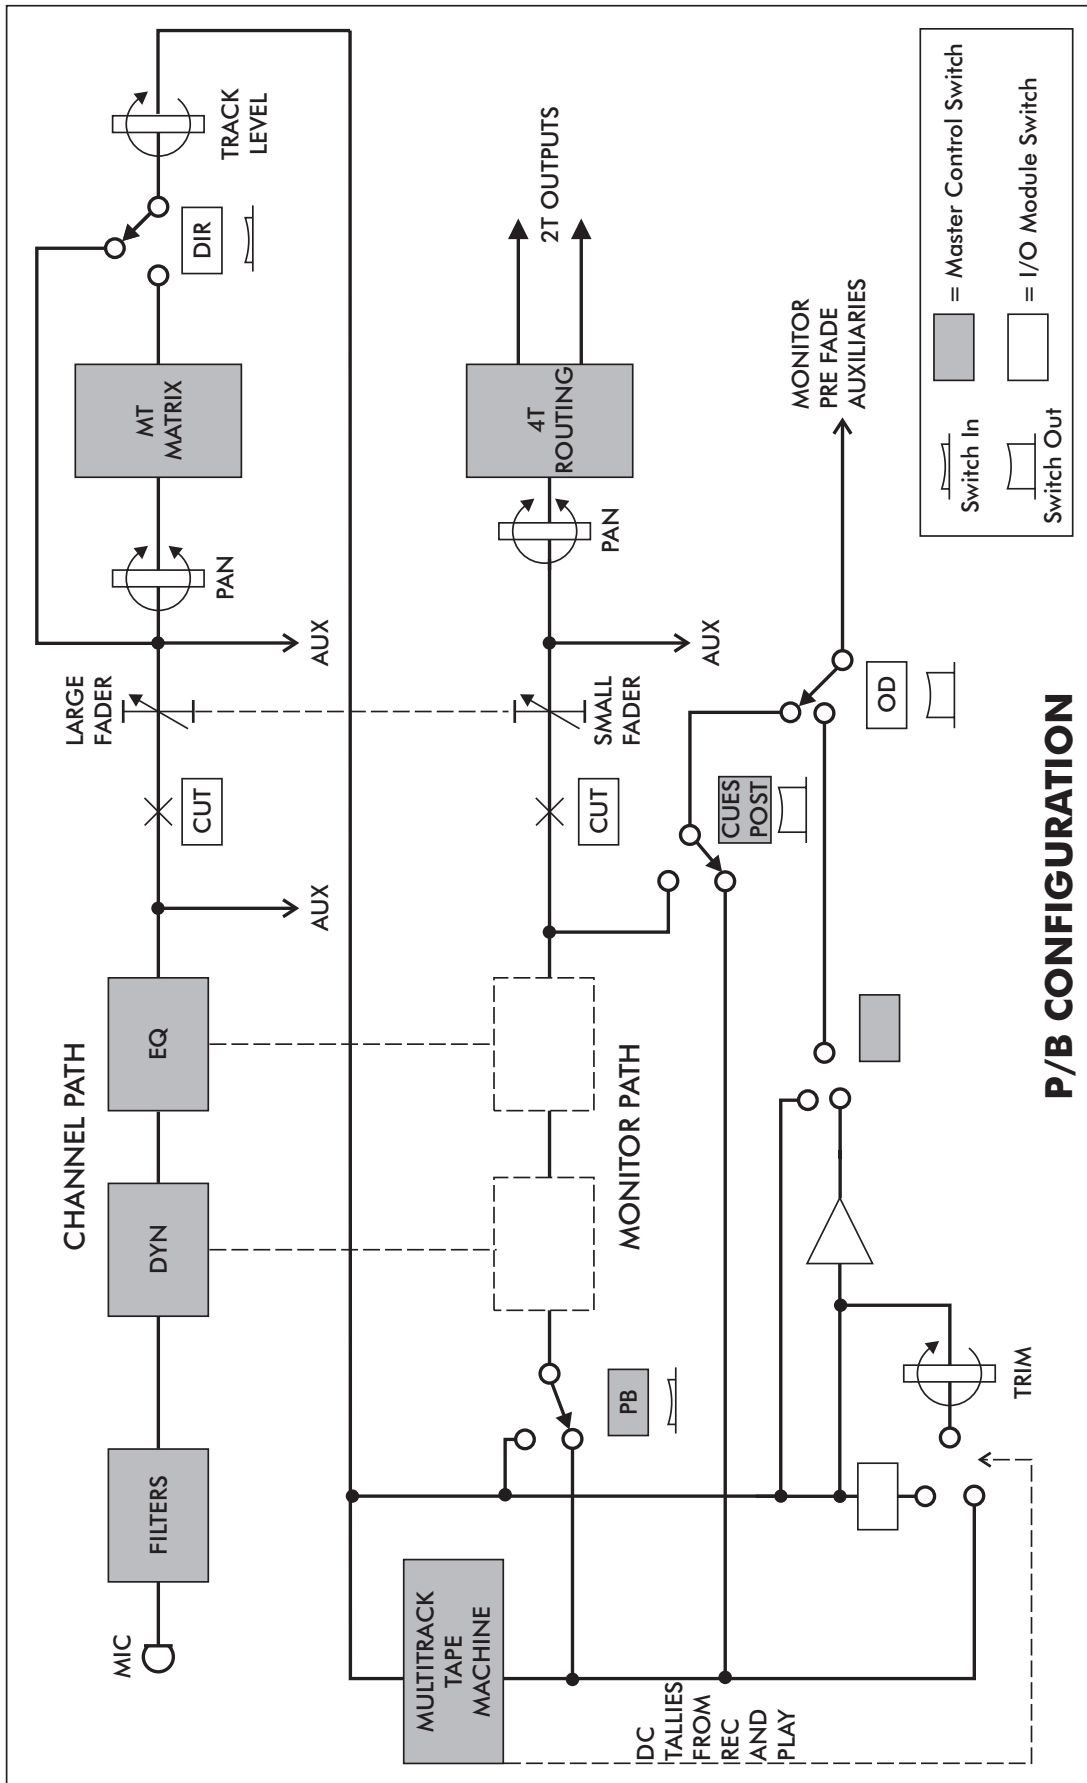 CHANNEL PATH
MIC
FILTERS
DYN
EQ
AUX
CUT
LARGE
FADER
AUX
PAN
MT
MATRIX
DIR
TRACK
LEVEL
MULTITRACK
TAPE
MACHINE
PB
MONITOR PATH
CUT
SMALL
FADER
AUX
PAN
4T
ROUTING
2T OUTPUTS
DC
TALLIES
FROM
REC
AND
PLAY
CUES
POST
OD
MONITOR
PRE FADE
AUXILIARIES
TRIM
Switch In
= Master Control Switch
Switch Out
= I/O Module Switch
P/B CONFIGURATION